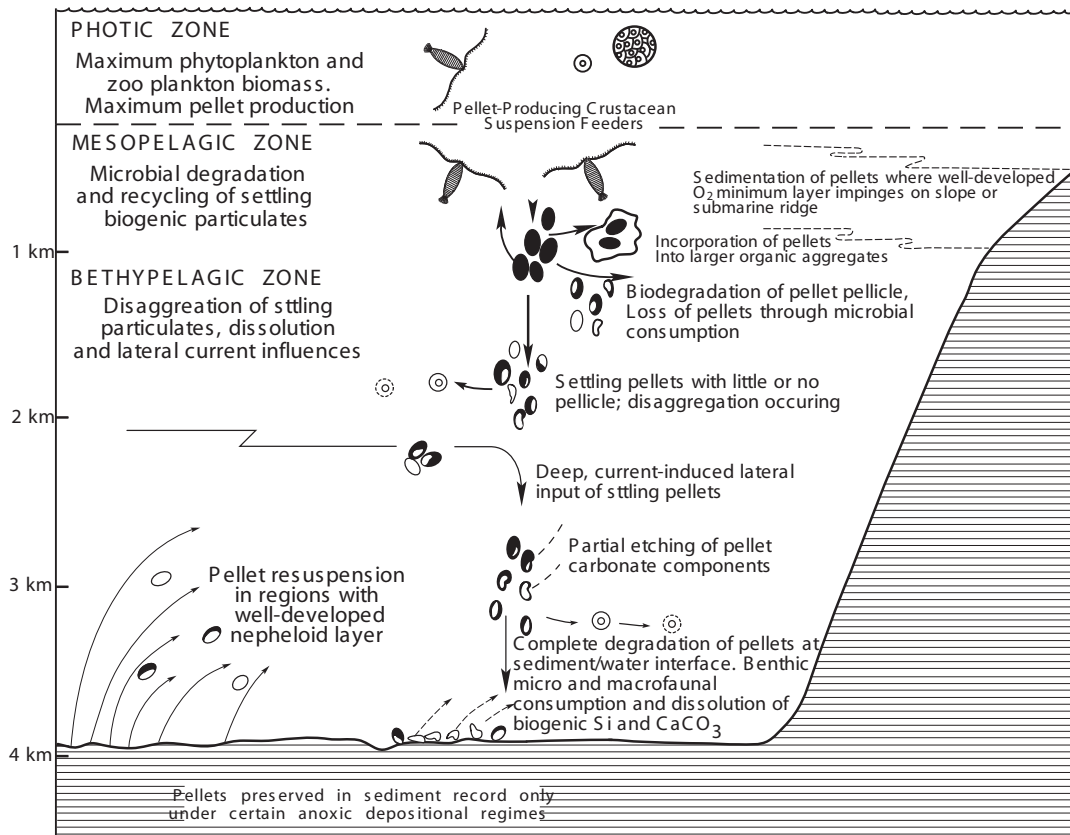 PHOTIC ZONE
Maximum phytoplankton and
zoo plankton biomass.
Maximum pellet production
Pellet-Producing Crustacean
Suspension Feeders
MESOPELAGIC ZONE
Microbial degradation
and recycling of settling
biogenic particulates
Sedimentation of pellets where well-developed
O2 minimum layer impinges on slope or
submarine ridge
Incorporation of pellets
Into larger organic aggregates
1 km
BETHYPELAGIC ZONE
Disaggreation of sttling
particulates, dissolution
and lateral current influences
Biodegradation of pellet pellicle,
Loss of pellets through microbial
consumption
Settling pellets with little or no
pellicle; disaggregation occuring
2 km
Deep, current-induced lateral
input of sttling pellets
Partial etching of pellet
carbonate components
3 km
Pellet resuspension
in regions with
well-developed
nepheloid layer
Complete degradation of pellets at
sediment/water interface. Benthic
micro and macrofaunal
consumption and dissolution of
biogenic Si and CaCO3
4 km
Pellets preserved in sediment record only
under certain anoxic depositional regimes